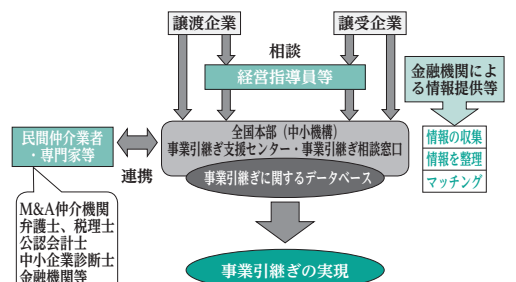 譲渡企業
譲受企業
相談
経営指導員等
金融機関によ
る情報提供等
全国本部（中小機構）
事業引継ぎ支援センター・事業引継ぎ相談窓口
事業引継ぎに関するデータベース
民間仲介業者
・専門家等
連携
情報の収集
情報を整理
マッチング
M&A仲介機関
弁護士、税理士
公認会計士
中小企業診断士
金融機関等
事業引継ぎの実現